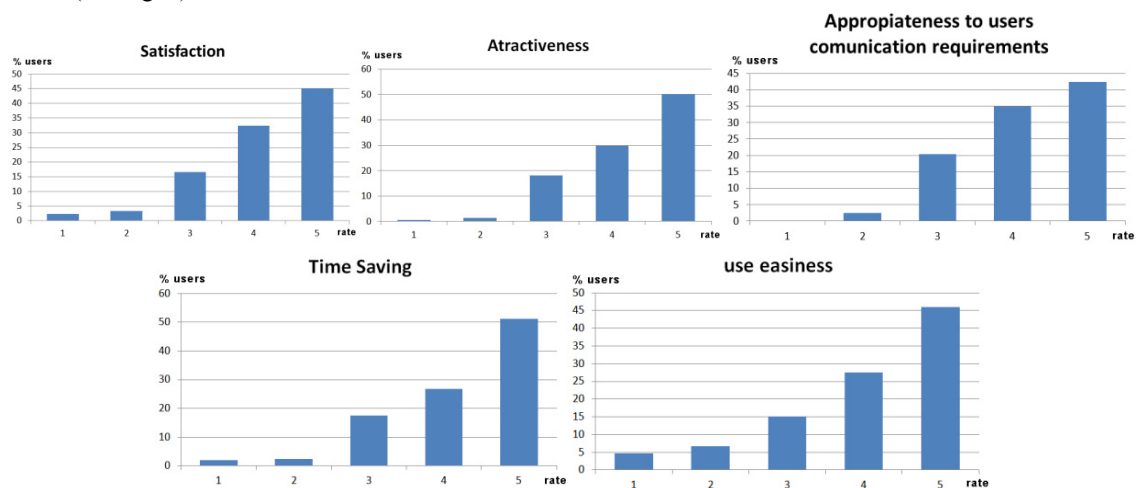 Satisfaction
% users
50
45
40
35
30
25
20
15
10
5
0
1 2 3 4 5 rate
Atractiveness
% users
60
50
40
30
20
10
0
1 2 3 4 5 rate
Appropiateness to users
comunication requirements
% users
45
40
35
30
25
20
15
10
5
0
1 2 3 4 5 rate
Time Saving
% users
60
50
40
30
20
10
0
1 2 3 4 5 rate
use easiness
% users
50
45
40
35
30
25
20
15
10
5
0
1 2 3 4 5 rate